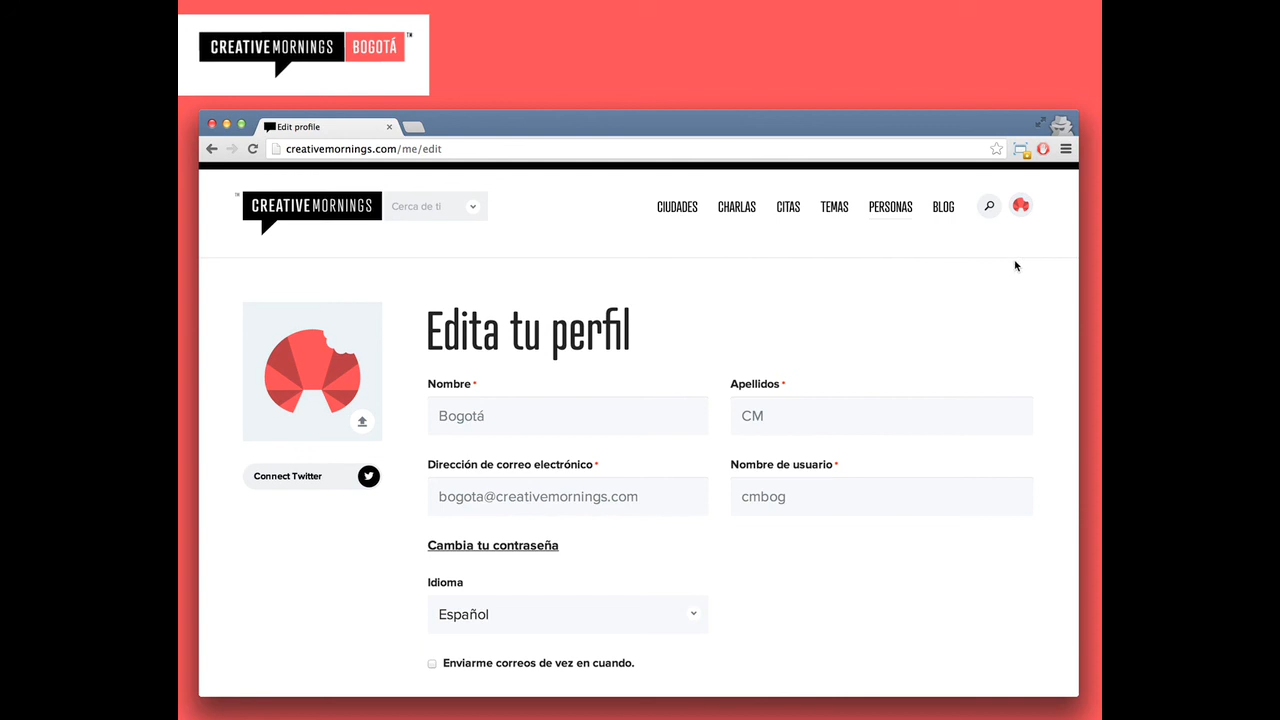 CREATIVEMORNINGS BOGOTÁ ™
Edit profile
creativemornings.com/me/edit
™ CREATIVEMORNINGS
Cerca de ti
CIUDADES CHARLAS CITAS TEMAS PERSONAS BLOG
Edita tu perfil
Nombre * Apellidos *
Bogotá CM
Dirección de correo electrónico * Nombre de usuario *
bogota@creativemornings.com cmbog
Connect Twitter
Cambia tu contraseña
Idioma
Español
Enviarme correos de vez en cuando.